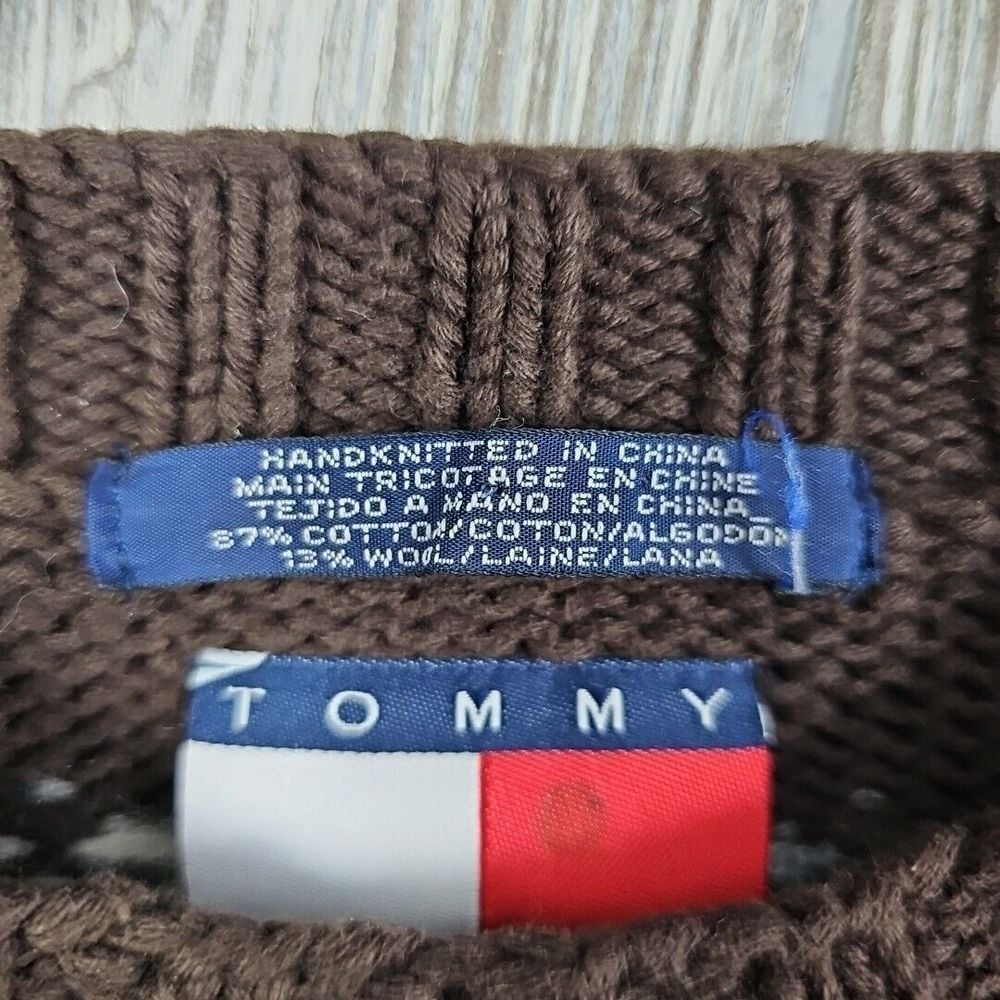 HANDKNITTED IN CHINA
MAIN TRICOTAGE EN CHINE
TEJIDO A MANO EN CHINA
87% COTTON/COTON/ALGODON
13% WOOL/LAINE/LANA
TOMMY